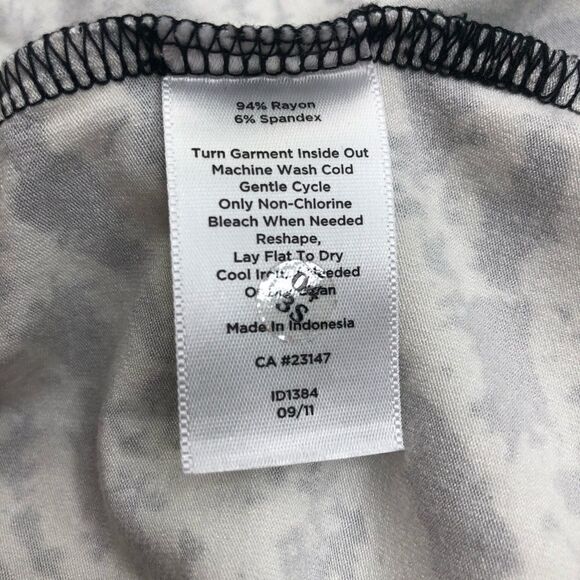 94% Rayon
6% Spandex
Turn Garment Inside Out
Machine Wash Cold
Gentle Cycle
Only Non-Chlorine
Bleach When Needed
Reshape,
Lay Flat To Dry
Cool Iron
Made In Indonesia
CA #23147
ID1384
09/11